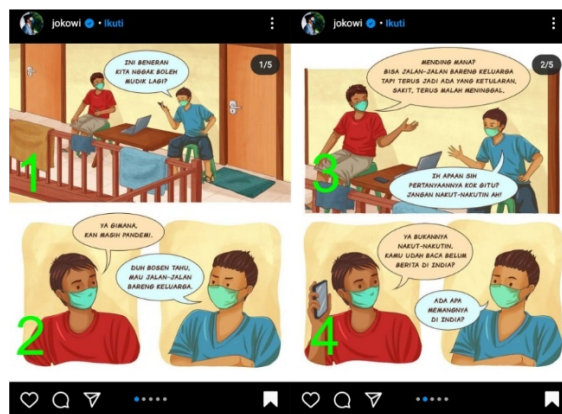 jokowi • Ikuti
1/5
INI BENERAN
KITA NGGAK BOLEH
MUDIK LAGI?
1
YA GIMANA,
KAN MASIH PANDEMI.
DUH BOSEN TAHU,
MAU JALAN-JALAN
BARENG KELUARGA.
2
jokowi • Ikuti
2/5
MENDING MANA?
BISA JALAN-JALAN BARENG KELUARGA
TAPI TERUS JADI ADA YANG KETULARAN,
SAKIT, TERUS MALAH MENINGGAL.
IH APAAN SIH
PERTANYAANNYA KOK GITU?
JANGAN NAKUT-NAKUTIN AH!
3
YA BUKANNYA
NAKUT-NAKUTIN,
KAMU UDAH BACA BELUM
BERITA DI INDIA?
ADA APA
MEMANGNYA
DI INDIA?
4